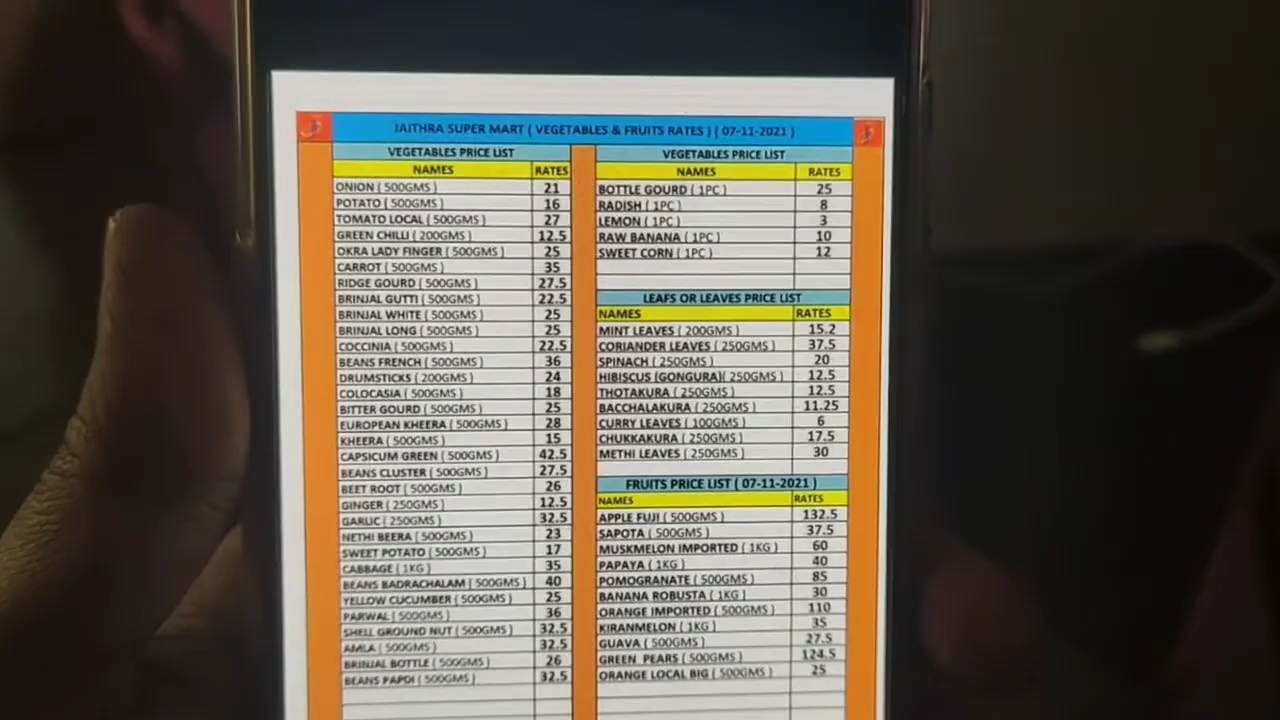 JAITHRA SUPER MART ( VEGETABLES & FRUITS RATES ) ( 07-11-2021 )
VEGETABLES PRICE LIST
NAMES RATES
ONION ( 500GMS ) 21
POTATO ( 500GMS ) 16
TOMATO LOCAL ( 500GMS ) 27
GREEN CHILLI ( 200GMS ) 12.5
OKRA LADY FINGER ( 500GMS ) 25
CARROT ( 500GMS ) 35
RIDGE GOURD ( 500GMS ) 27.5
BRINJAL GUTTI ( 500GMS ) 22.5
BRINJAL WHITE ( 500GMS ) 25
BRINJAL LONG ( 500GMS ) 25
COCCINIA ( 500GMS ) 22.5
BEANS FRENCH ( 500GMS ) 36
DRUMSTICKS ( 200GMS ) 24
COLOCASIA ( 500GMS ) 18
BITTER GOURD ( 500GMS ) 25
EUROPEAN KHEERA ( 500GMS ) 28
KHEERA ( 500GMS ) 15
CAPSICUM GREEN ( 500GMS ) 42.5
BEANS CLUSTER ( 500GMS ) 27.5
BEET ROOT ( 500GMS ) 26
GINGER ( 250GMS ) 12.5
GARLIC ( 250GMS ) 32.5
NETHI BEERA ( 500GMS ) 23
SWEET POTATO ( 500GMS ) 17
CABBAGE ( 1KG ) 35
BEANS BADRACHALAM ( 500GMS ) 40
YELLOW CUCUMBER ( 500GMS ) 25
PARWAL ( 500GMS ) 36
SHELL GROUND NUT ( 500GMS ) 32.5
AMLA ( 500GMS ) 32.5
BRINJAL BOTTLE ( 500GMS ) 26
BEANS PAPDI ( 500GMS ) 32.5
VEGETABLES PRICE LIST
NAMES RATES
BOTTLE GOURD ( 1PC ) 25
RADISH ( 1PC ) 8
LEMON ( 1PC ) 3
RAW BANANA ( 1PC ) 10
SWEET CORN ( 1PC ) 12
LEAFS OR LEAVES PRICE LIST
NAMES RATES
MINT LEAVES ( 200GMS ) 15.2
CORIANDER LEAVES ( 250GMS ) 37.5
SPINACH ( 250GMS ) 20
HIBISCUS (GONGURA)( 250GMS ) 12.5
THOTAKURA ( 250GMS ) 12.5
BACCHALAKURA ( 250GMS ) 11.25
CURRY LEAVES ( 100GMS ) 6
CHUKKAKURA ( 250GMS ) 17.5
METHI LEAVES ( 250GMS ) 30
FRUITS PRICE LIST ( 07-11-2021 )
NAMES RATES
APPLE FUJI ( 500GMS ) 132.5
SAPOTA ( 500GMS ) 37.5
MUSKMELON IMPORTED ( 1KG ) 60
PAPAYA ( 1KG ) 40
POMOGRANATE ( 500GMS ) 85
BANANA ROBUSTA ( 1KG ) 30
ORANGE IMPORTED ( 500GMS ) 110
KIRANMELON ( 1KG ) 35
GUAVA ( 500GMS ) 27.5
GREEN PEARS ( 500GMS ) 124.5
ORANGE LOCAL BIG ( 500GMS ) 25